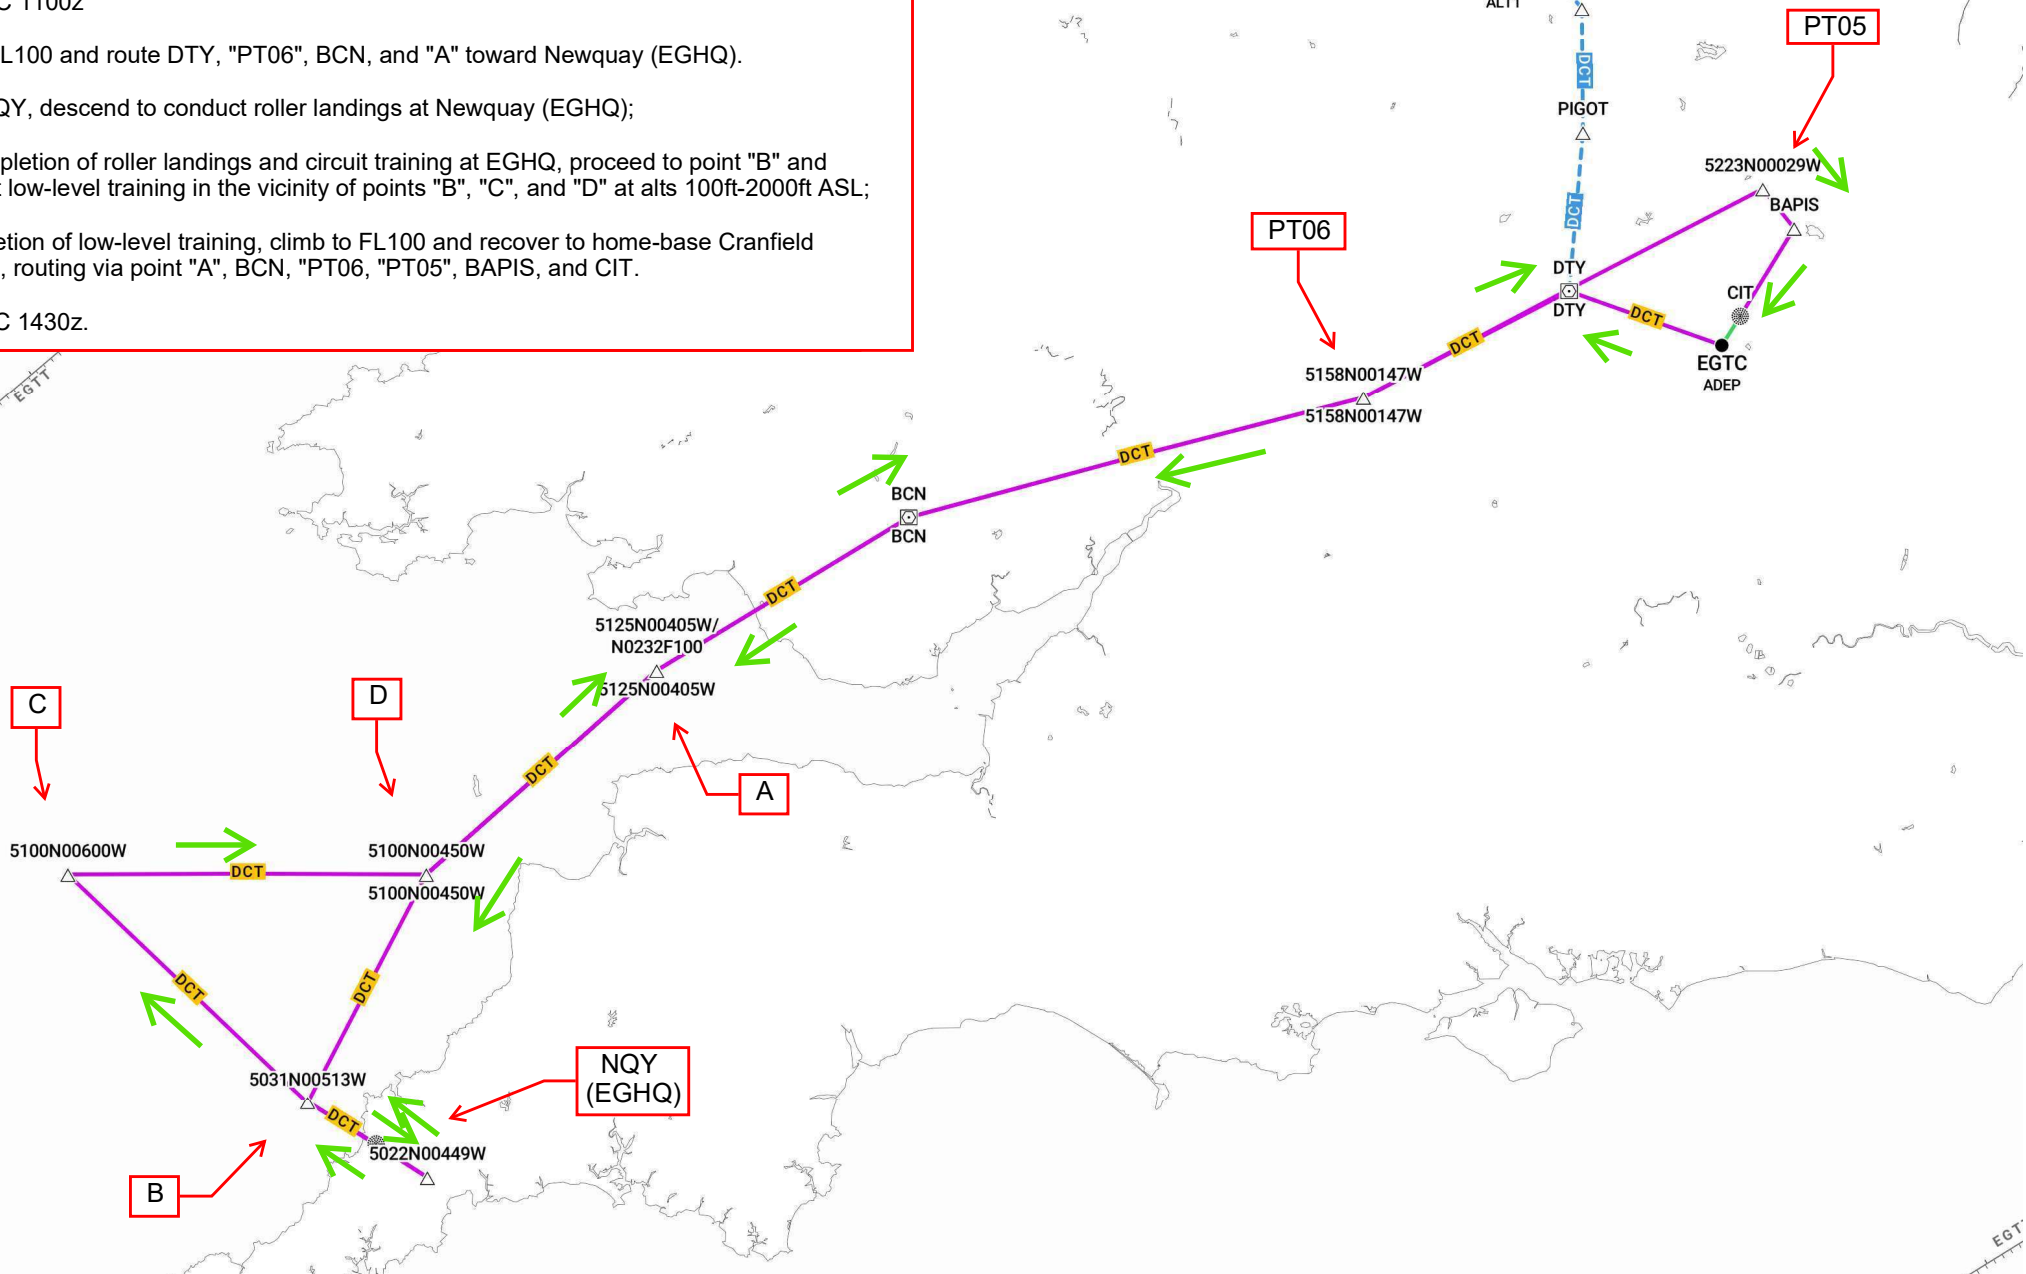 C 1100z
L100 and route DTY, "PT06", BCN, and "A" toward Newquay (EGHQ).
QY, descend to conduct roller landings at Newquay (EGHQ);
pletion of roller landings and circuit training at EGHQ, proceed to point "B" and
t low-level training in the vicinity of points "B", "C", and "D" at alts 100ft-2000ft ASL;
etion of low-level training, climb to FL100 and recover to home-base Cranfield
, routing via point "A", BCN, "PT06, "PT05", BAPIS, and CIT.
C 1430z.
ALTT
PT05
DCT
PIGOT
5223N00029W
BAPIS
DCT
PT06
DTY
DTY
CIT
DCT
DCT
EGTC
ADEP
EGTT
5158N00147W
5158N00147W
DCT
BCN
BCN
DCT
5125N00405W/
N0232F100
5125N00405W
C
D
A
DCT
5100N00600W
DCT
5100N00450W
5100N00450W
DCT
DCT
5031N00513W
NQY
(EGHQ)
DCT
5022N00449W
B
EGT